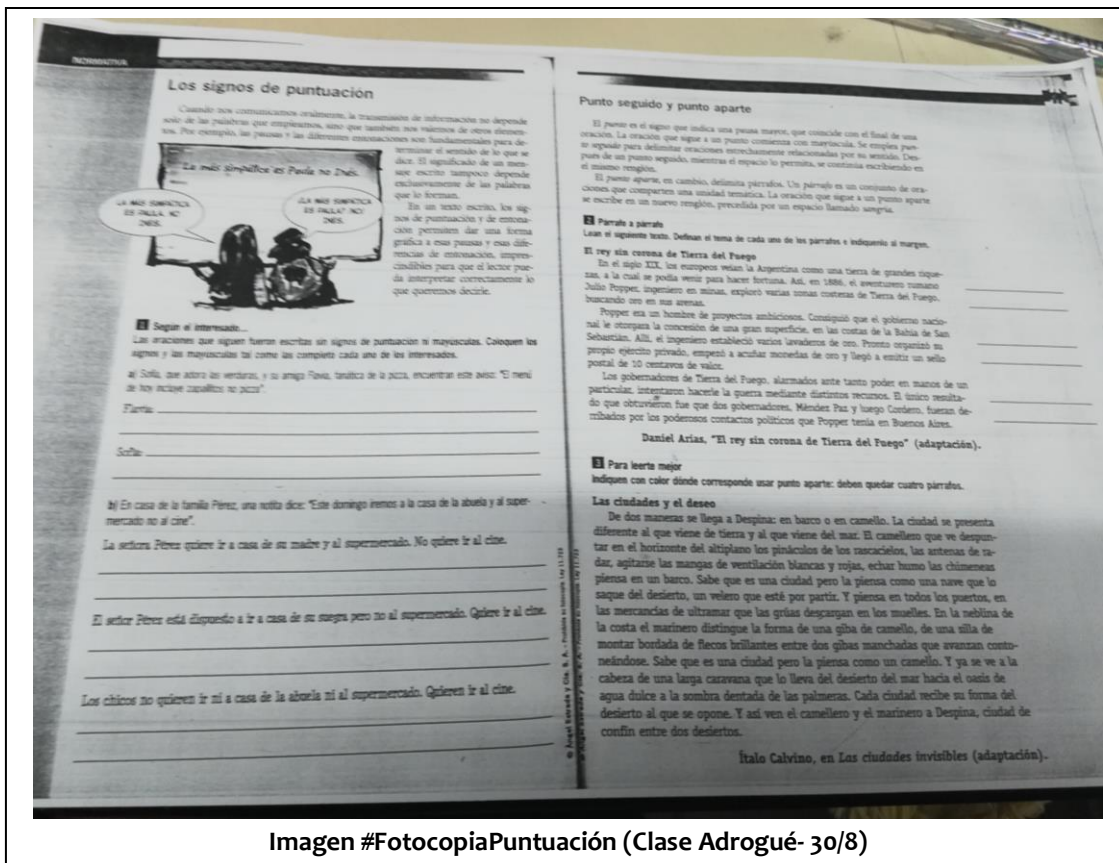 NORMATIVA
Los signos de puntuación
Cuando nos comunicamos oralmente, la transmisión de información no depende
solo de las palabras que empleamos, sino que también nos valemos de otros elemen-
tos. Por ejemplo, las pausas y las diferentes entonaciones son fundamentales para de-
terminar el sentido de lo que se
dice. El significado de un men-
saje escrito tampoco depende
exclusivamente de las palabras
que lo forman.
En un texto escrito, los sig-
nos de puntuación y de entona-
ción permiten dar una forma
gráfica a esas pausas y esas dife-
rencias de entonación, impres-
cindibles para que el lector pue-
da interpretar correctamente lo
que queremos decirle.
La más simpática es Paula no Inés.
LA MÁS SIMPÁTICA
ES PAULA, NO
INÉS.
¿LA MÁS SIMPÁTICA
ES PAULA? ¡NO!
INÉS.
Según el interesado...
Las oraciones que siguen fueron escritas sin signos de puntuación ni mayúsculas. Coloquen los
signos y las mayúsculas tal como las completa cada uno de los interesados.
a) Sofía, que adora las verduras, y su amiga Flavia, fanática de la pizza, encuentran este aviso: "El menú
de hoy incluye zapallitos no pizza".
Flavia:
Sofía:
b) En casa de la familia Pérez, una notita dice: "Este domingo iremos a la casa de la abuela y al super-
mercado no al cine".
La señora Pérez quiere ir a casa de su madre y al supermercado. No quiere ir al cine.
El señor Pérez está dispuesto a ir a casa de su suegra pero no al supermercado. Quiere ir al cine.
Los chicos no quieren ir ni a casa de la abuela ni al supermercado. Quieren ir al cine.
© Ángel Estrada y Cía. S. A. -
Punto seguido y punto aparte
El punto es el signo que indica una pausa mayor, que coincide con el final de una
oración. La oración que sigue a un punto comienza con mayúscula. Se emplea pun-
to seguido para delimitar oraciones estrechamente relacionadas por su sentido. Des-
pués de un punto seguido, mientras el espacio lo permita, se continúa escribiendo en
el mismo renglón.
El punto aparte, en cambio, delimita párrafos. Un párrafo es un conjunto de ora-
ciones que comparten una unidad temática. La oración que sigue a un punto aparte
se escribe en un nuevo renglón, precedida por un espacio llamado sangría.
2 Párrafo a párrafo
Lean el siguiente texto. Definan el tema de cada uno de los párrafos e indíquenlo al margen.
El rey sin corona de Tierra del Fuego
En el siglo XIX, los europeos veían la Argentina como una tierra de grandes rique-
zas, a la cual se podía venir para hacer fortuna. Así, en 1886, el aventurero rumano
Julio Popper, ingeniero en minas, exploró varias zonas costeras de Tierra del Fuego,
buscando oro en sus arenas.
Popper era un hombre de proyectos ambiciosos. Consiguió que el gobierno nacio-
nal le otorgara la concesión de una gran superficie, en las costas de la Bahía de San
Sebastián. Allí, el ingeniero estableció varios lavaderos de oro. Pronto organizó su
propio ejército privado, empezó a acuñar monedas de oro y llegó a emitir un sello
postal de 10 centavos de valor.
Los gobernadores de Tierra del Fuego, alarmados ante tanto poder en manos de un
particular, intentaron hacerle la guerra mediante distintos recursos. El único resulta-
do que obtuvieron fue que dos gobernadores, Méndez Paz y luego Cordero, fueran de-
rribados por los poderosos contactos políticos que Popper tenía en Buenos Aires.
Daniel Arias, "El rey sin corona de Tierra del Fuego" (adaptación).
3 Para leerte mejor
Indiquen con color dónde corresponde usar punto aparte: deben quedar cuatro párrafos.
Las ciudades y el deseo
De dos maneras se llega a Despina: en barco o en camello. La ciudad se presenta
diferente al que viene de tierra y al que viene del mar. El camellero que ve despun-
tar en el horizonte del altiplano los pináculos de los rascacielos, las antenas de ra-
dar, agitarse las mangas de ventilación blancas y rojas, echar humo las chimeneas
piensa en un barco. Sabe que es una ciudad pero la piensa como una nave que lo
saque del desierto, un velero que esté por partir. Y piensa en todos los puertos, en
las mercancías de ultramar que las grúas descargan en los muelles. En la neblina de
la costa el marinero distingue la forma de una giba de camello, de una silla de
montar bordada de flecos brillantes entre dos gibas manchadas que avanzan conto-
neándose. Sabe que es una ciudad pero la piensa como un camello. Y ya se ve a la
cabeza de una larga caravana que lo lleva del desierto del mar hacia el oasis de
agua dulce a la sombra dentada de las palmeras. Cada ciudad recibe su forma del
desierto al que se opone. Y así ven el camellero y el marinero a Despina, ciudad de
confín entre dos desiertos.
Ítalo Calvino, en Las ciudades invisibles (adaptación).
Imagen #FotocopiaPuntuación (Clase Adrogué- 30/8)